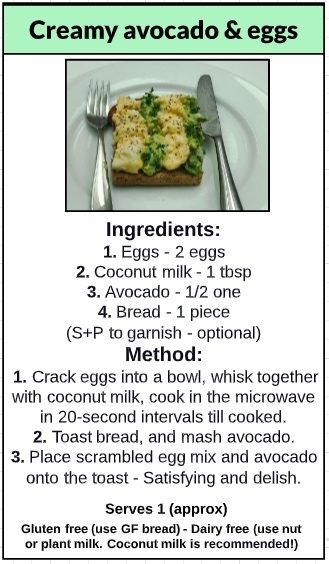 Creamy avocado & eggs
Ingredients:
1. Eggs - 2 eggs
2. Coconut milk - 1 tbsp
3. Avocado - 1/2 one
4. Bread - 1 piece
(S+P to garnish - optional)
Method:
1. Crack eggs into a bowl, whisk together
with coconut milk, cook in the microwave
in 20-second intervals till cooked.
2. Toast bread, and mash avocado.
3. Place scrambled egg mix and avocado
onto the toast - Satisfying and delish.
Serves 1 (approx)
Gluten free (use GF bread) - Dairy free (use nut
or plant milk. Coconut milk is recommended!)